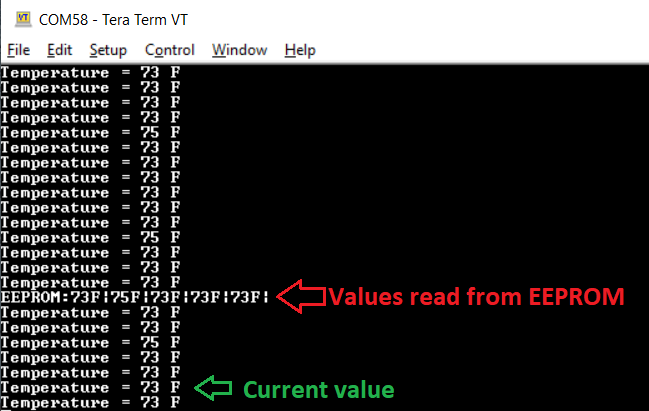 COM58 - Tera Term VT
File Edit Setup Control Window Help
Temperature = 73 F
Temperature = 73 F
Temperature = 73 F
Temperature = 73 F
Temperature = 75 F
Temperature = 73 F
Temperature = 73 F
Temperature = 73 F
Temperature = 73 F
Temperature = 73 F
Temperature = 73 F
Temperature = 75 F
Temperature = 73 F
Temperature = 73 F
Temperature = 73 F
EEPROM:73F¦75F¦73F¦73F¦73F¦ Values read from EEPROM
Temperature = 73 F
Temperature = 73 F
Temperature = 75 F
Temperature = 73 F
Temperature = 73 F
Temperature = 73 F Current value
Temperature = 73 F